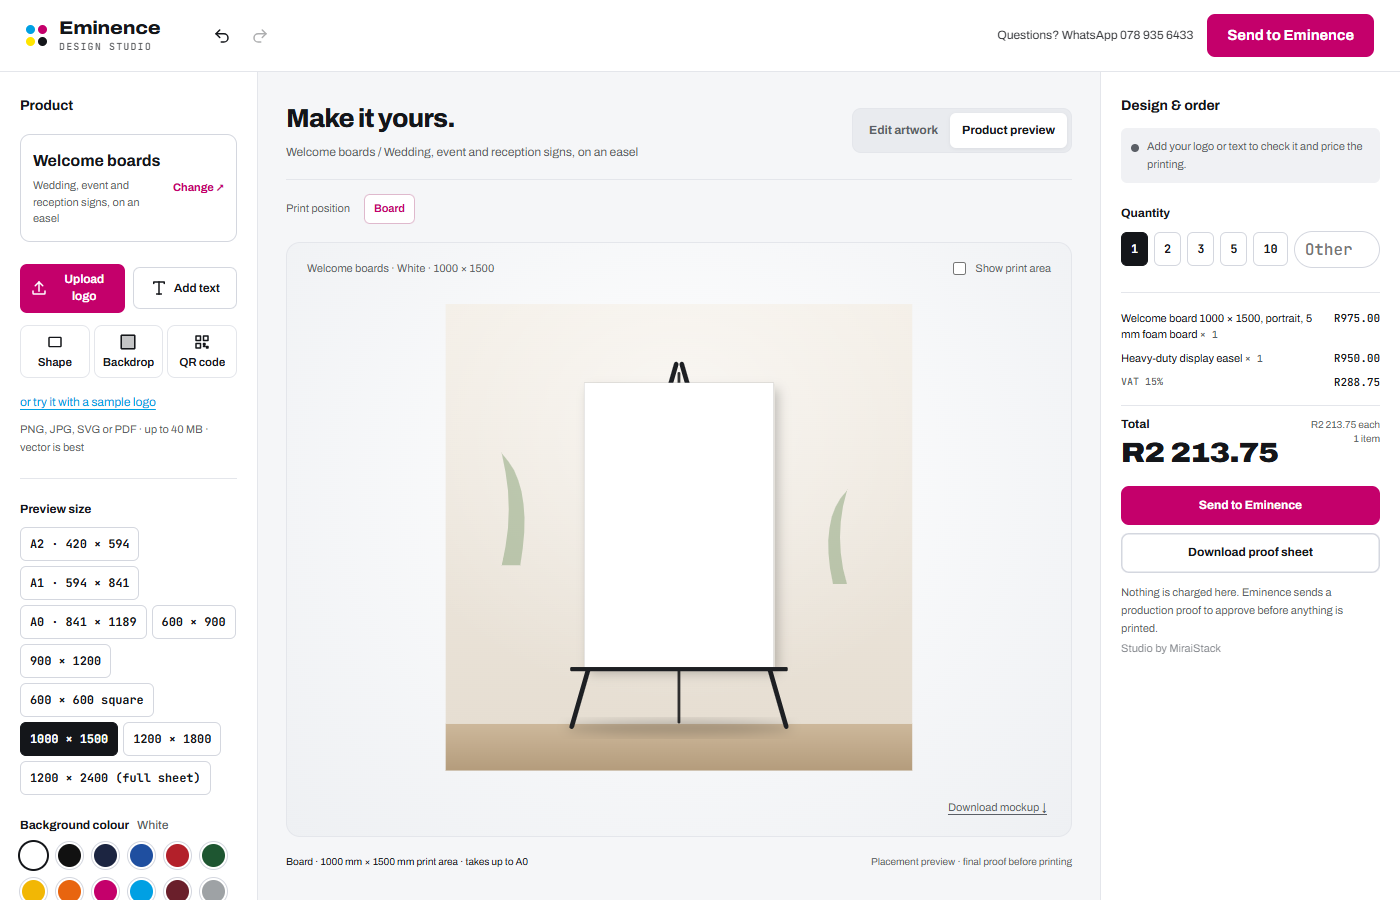 Eminence
DESIGN STUDIO
Questions? WhatsApp 078 935 6433
Send to Eminence
Product
Welcome boards
Wedding, event and
reception signs, on an
easel
Change ↗
Upload
logo
Add text
Shape
Backdrop
QR code
or try it with a sample logo
PNG, JPG, SVG or PDF · up to 40 MB ·
vector is best
Preview size
A2 · 420 × 594
A1 · 594 × 841
A0 · 841 × 1189
600 × 900
900 × 1200
600 × 600 square
1000 × 1500
1200 × 1800
1200 × 2400 (full sheet)
Background colour White
Make it yours.
Welcome boards / Wedding, event and reception signs, on an easel
Edit artwork
Product preview
Print position
Board
Welcome boards · White · 1000 × 1500
Show print area
Download mockup ↓
Board · 1000 mm × 1500 mm print area · takes up to A0
Placement preview · final proof before printing
Design & order
Add your logo or text to check it and price the
printing.
Quantity
1 2 3 5 10 Other
Welcome board 1000 × 1500, portrait, 5
mm foam board × 1
R975.00
Heavy-duty display easel × 1
R950.00
VAT 15%
R288.75
Total
R2 213.75 each
1 item
R2 213.75
Send to Eminence
Download proof sheet
Nothing is charged here. Eminence sends a
production proof to approve before anything is
printed.
Studio by MiraiStack